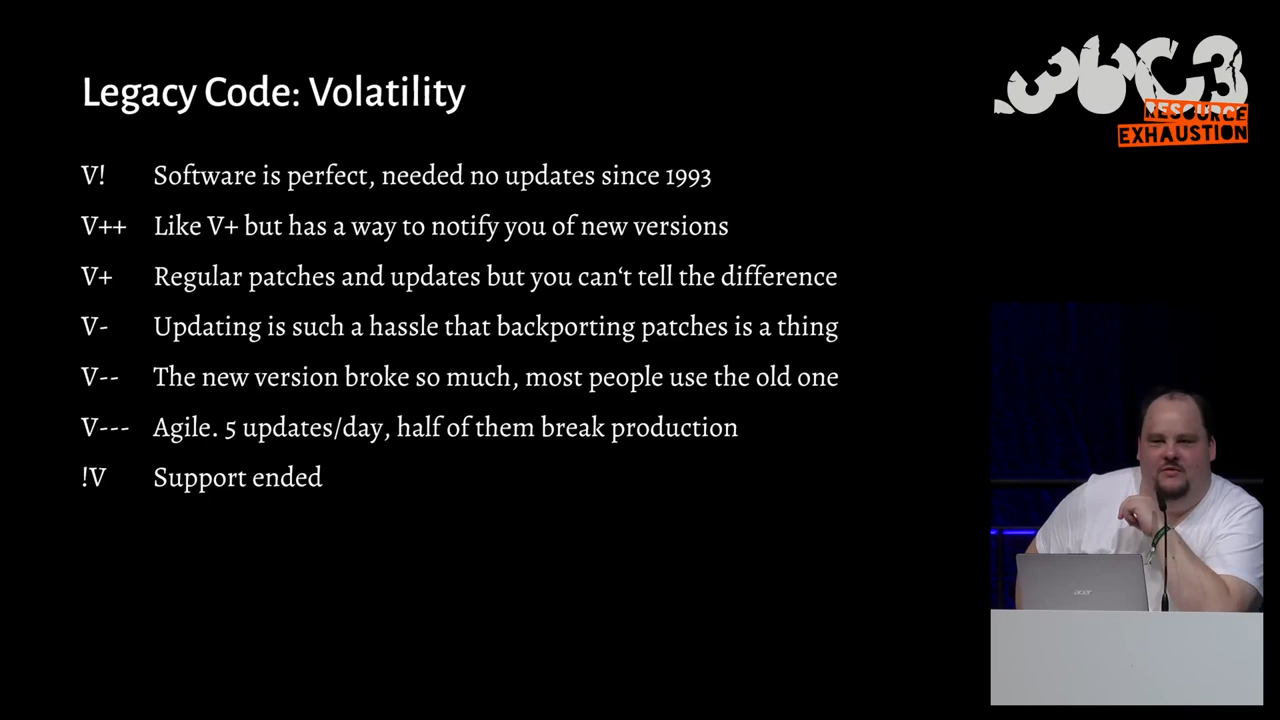 Legacy Code: Volatility
V! Software is perfect, needed no updates since 1993
V++ Like V+ but has a way to notify you of new versions
V+ Regular patches and updates but you can‘t tell the difference
V- Updating is such a hassle that backporting patches is a thing
V-- The new version broke so much, most people use the old one
V--- Agile. 5 updates/day, half of them break production
!V Support ended
36C3
RESOURCE
EXHAUSTION
acer